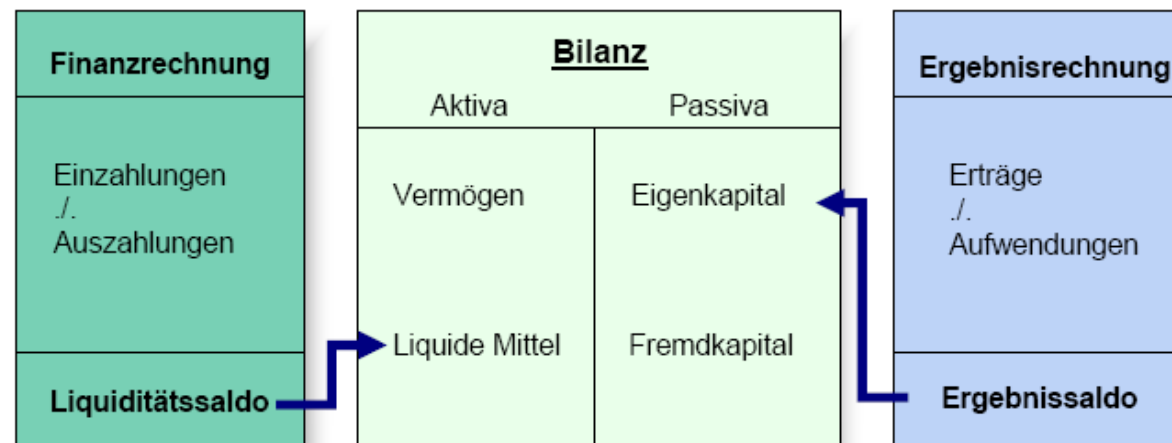 Finanzrechnung
Einzahlungen
./.
Auszahlungen
Liquiditätssaldo
Bilanz
Aktiva Passiva
Vermögen Eigenkapital
Liquide Mittel Fremdkapital
Ergebnisrechnung
Erträge
./.
Aufwendungen
Ergebnissaldo